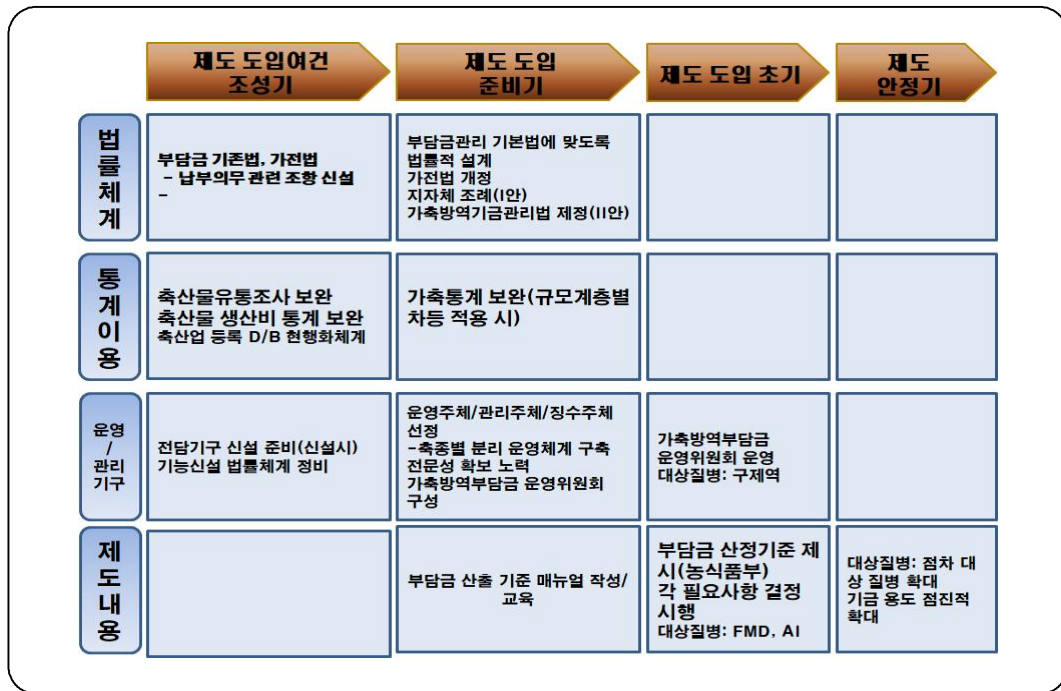 제도 도입여건
조성기
제도 도입
준비기
제도 도입 초기
제도
안정기
법률체계
부담금 기존법, 가전법
- 납부의무 관련 조항 신설
-
부담금관리 기본법에 맞도록
법률적 설계
가전법 개정
지자체 조례(I안)
가축방역기금관리법 제정(II안)
통계이용
축산물유통조사 보완
축산물 생산비 통계 보완
축산업 등록 D/B 현행화체계
가축통계 보완(규모계층별
차등 적용 시)
운영
/
관리
기구
전담기구 신설 준비(신설시)
기능신설 법률체계 정비
운영주체/관리주체/징수주체
선정
-축종별 분리 운영체계 구축
전문성 확보 노력
가축방역부담금 운영위원회
구성
가축방역부담금
운영위원회 운영
대상질병: 구제역
제도내용
부담금 산출 기준 매뉴얼 작성/
교육
부담금 산정기준 제
시(농식품부)
각 필요사항 결정
시행
대상질병: FMD, AI
대상질병: 점차 대
상 질병 확대
기금 용도 점진적
확대